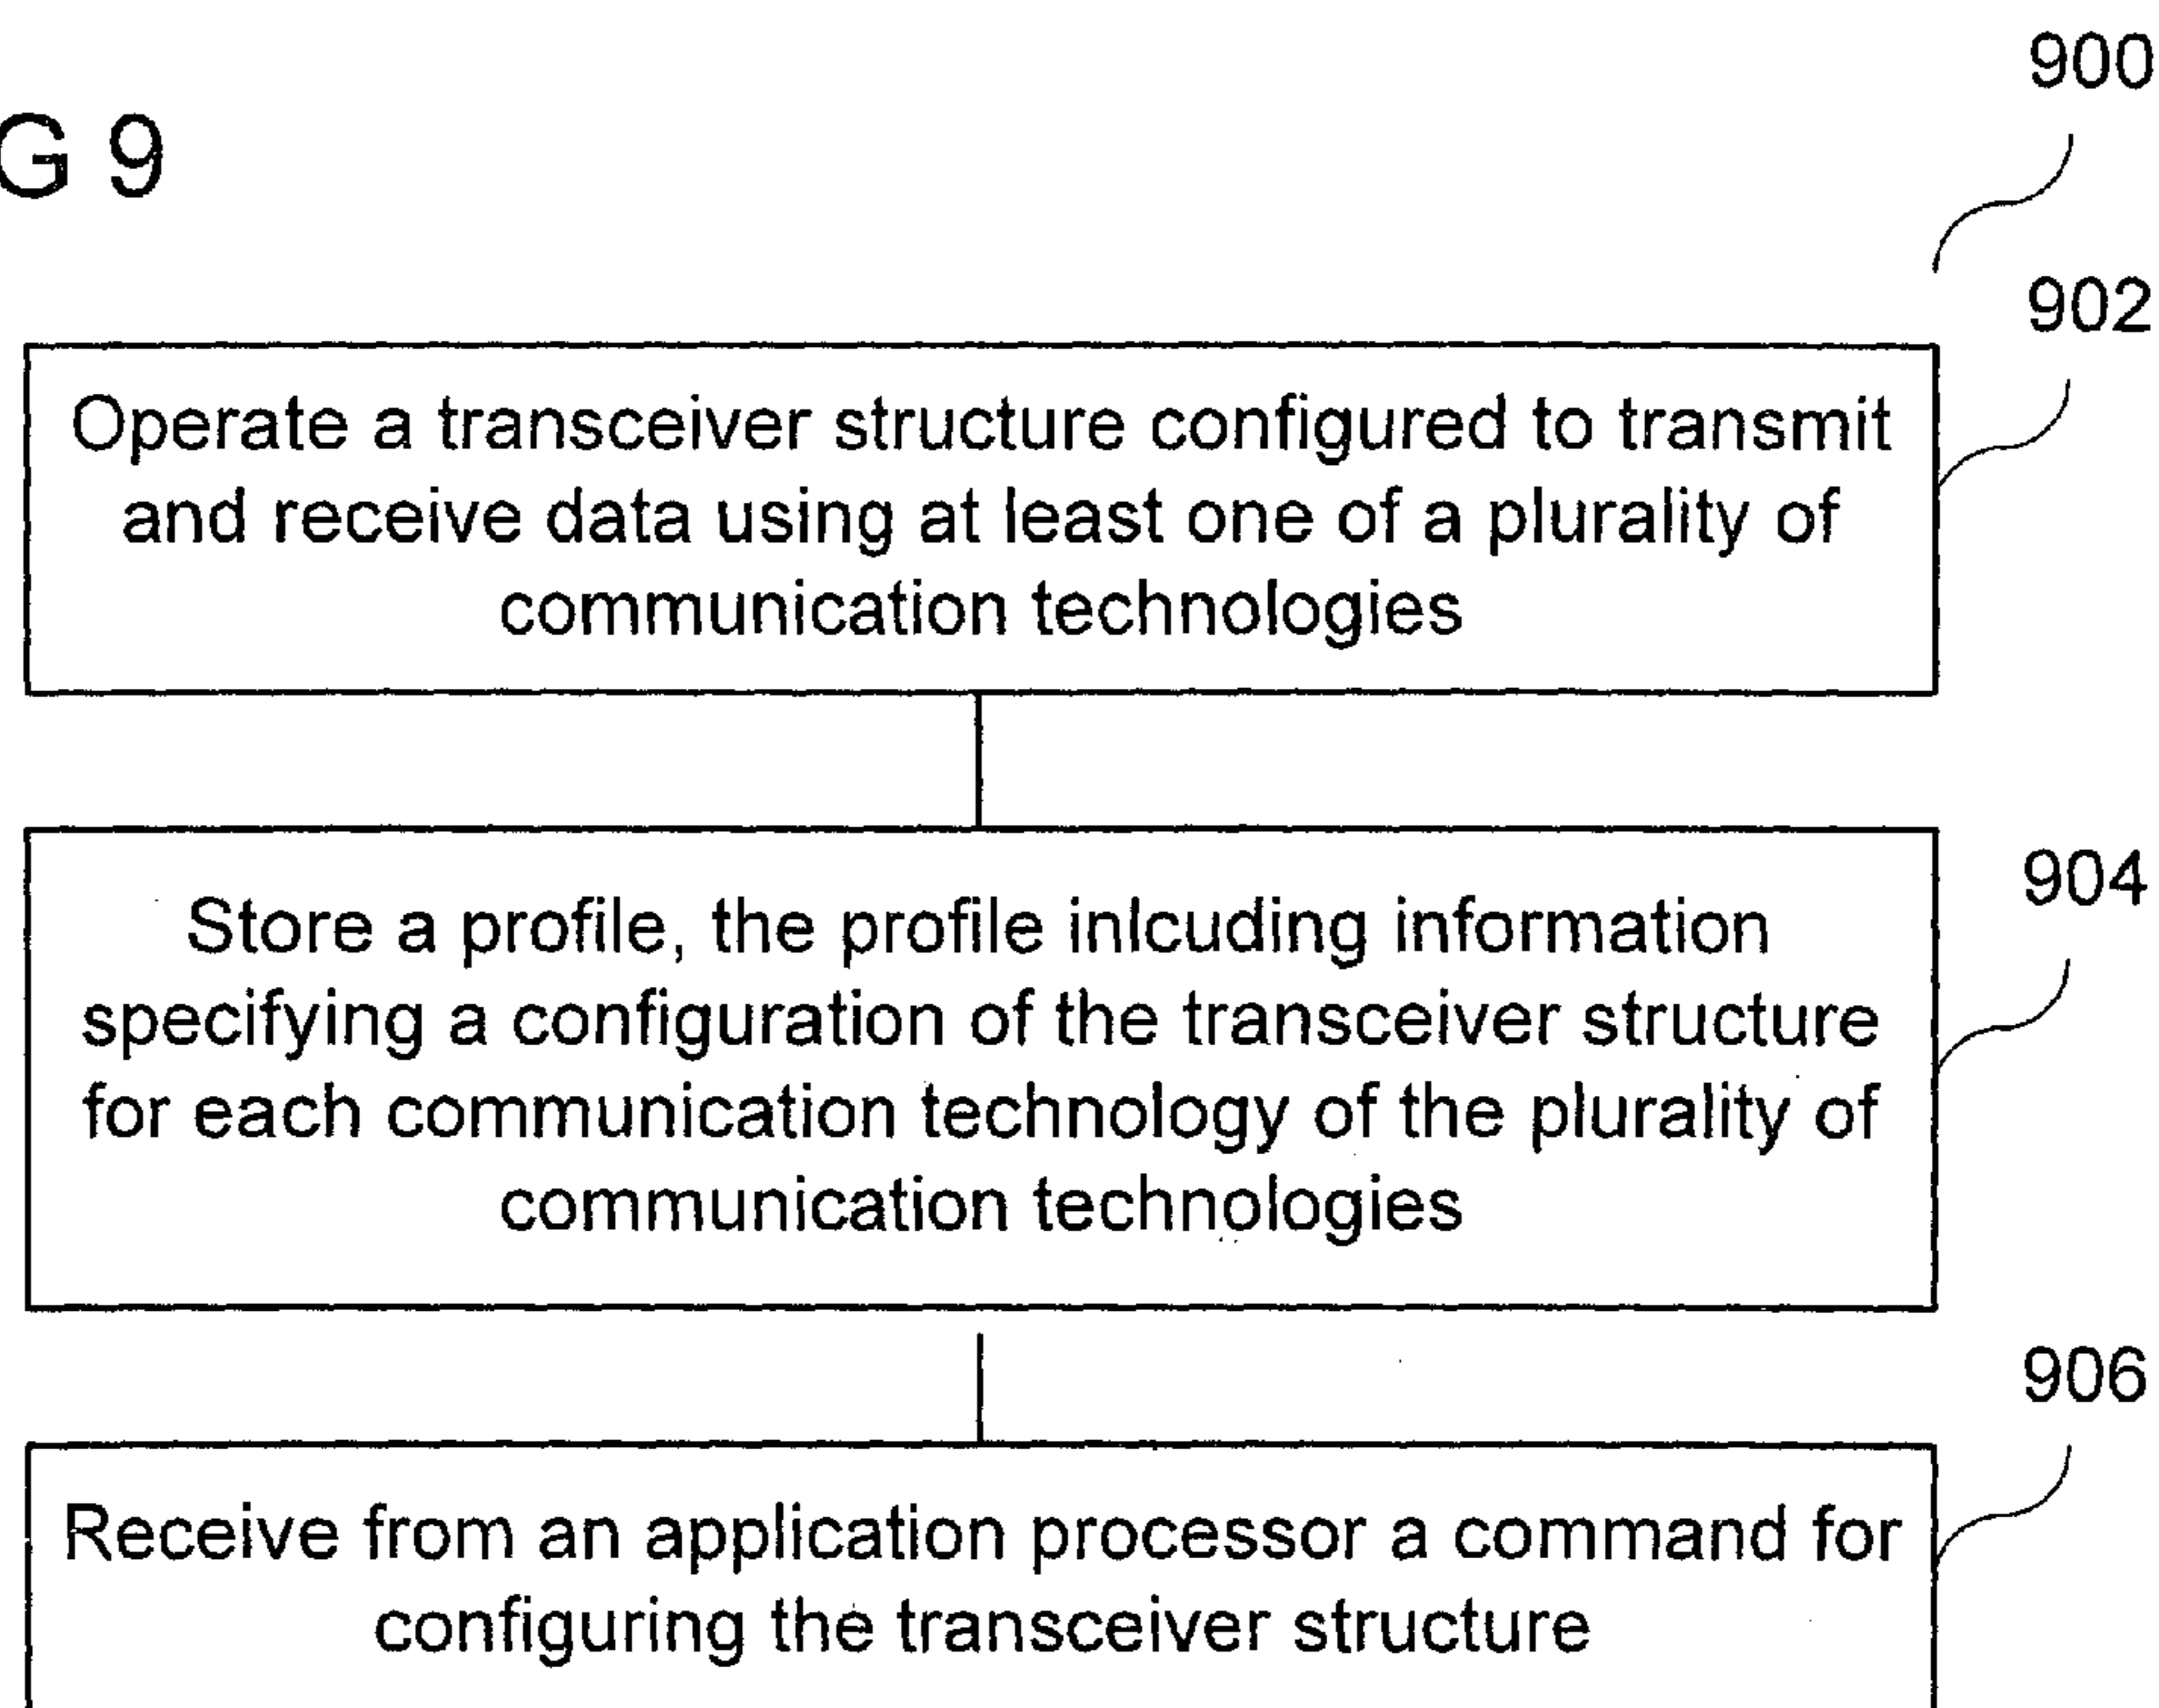 900
G 9
902
Operate a transceiver structure configured to transmit
and receive data using at least one of a plurality of
communication technologies
904
Store a profile, the profile inlcuding information
specifying a configuration of the transceiver structure
for each communication technology of the plurality of
communication technologies
906
Receive from an application processor a command for
configuring the transceiver structure